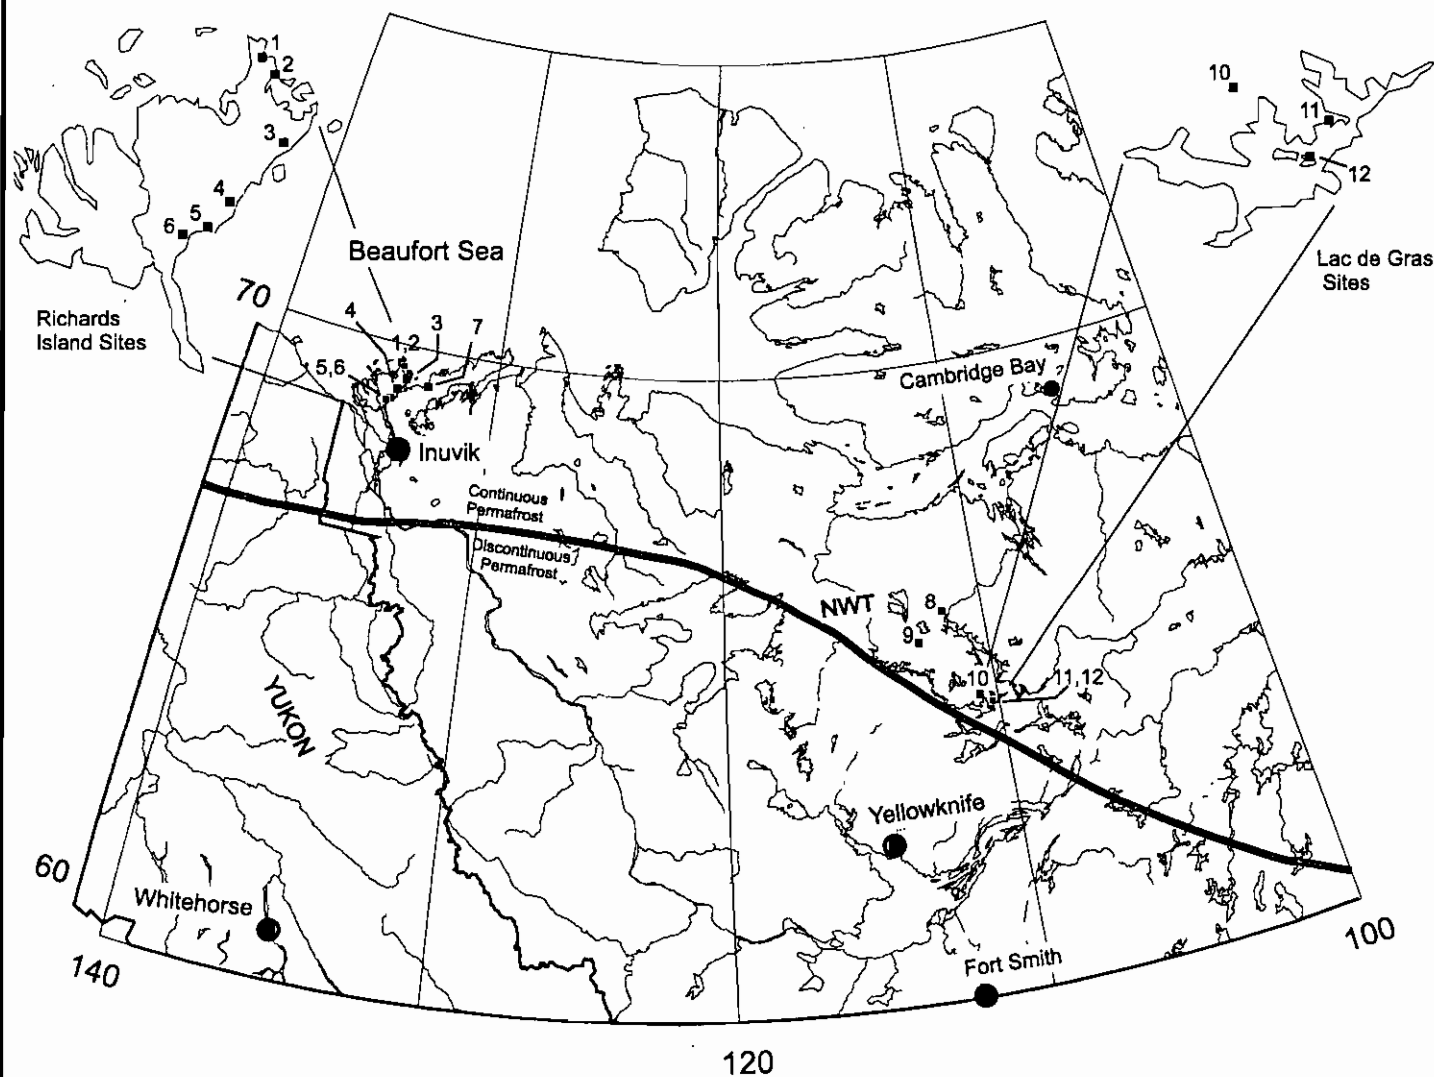 1
2
3
4
5
6
Richards
Island Sites
10
11
12
Lac de Gras
Sites
Beaufort Sea
70
4
1,2
3
7
5,6
Inuvik
Cambridge Bay
Continuous
Permafrost
Discontinuous
Permafrost
NWT
8
9
10
11,12
YUKON
Yellowknife
60
Whitehorse
Fort Smith
140
120
100